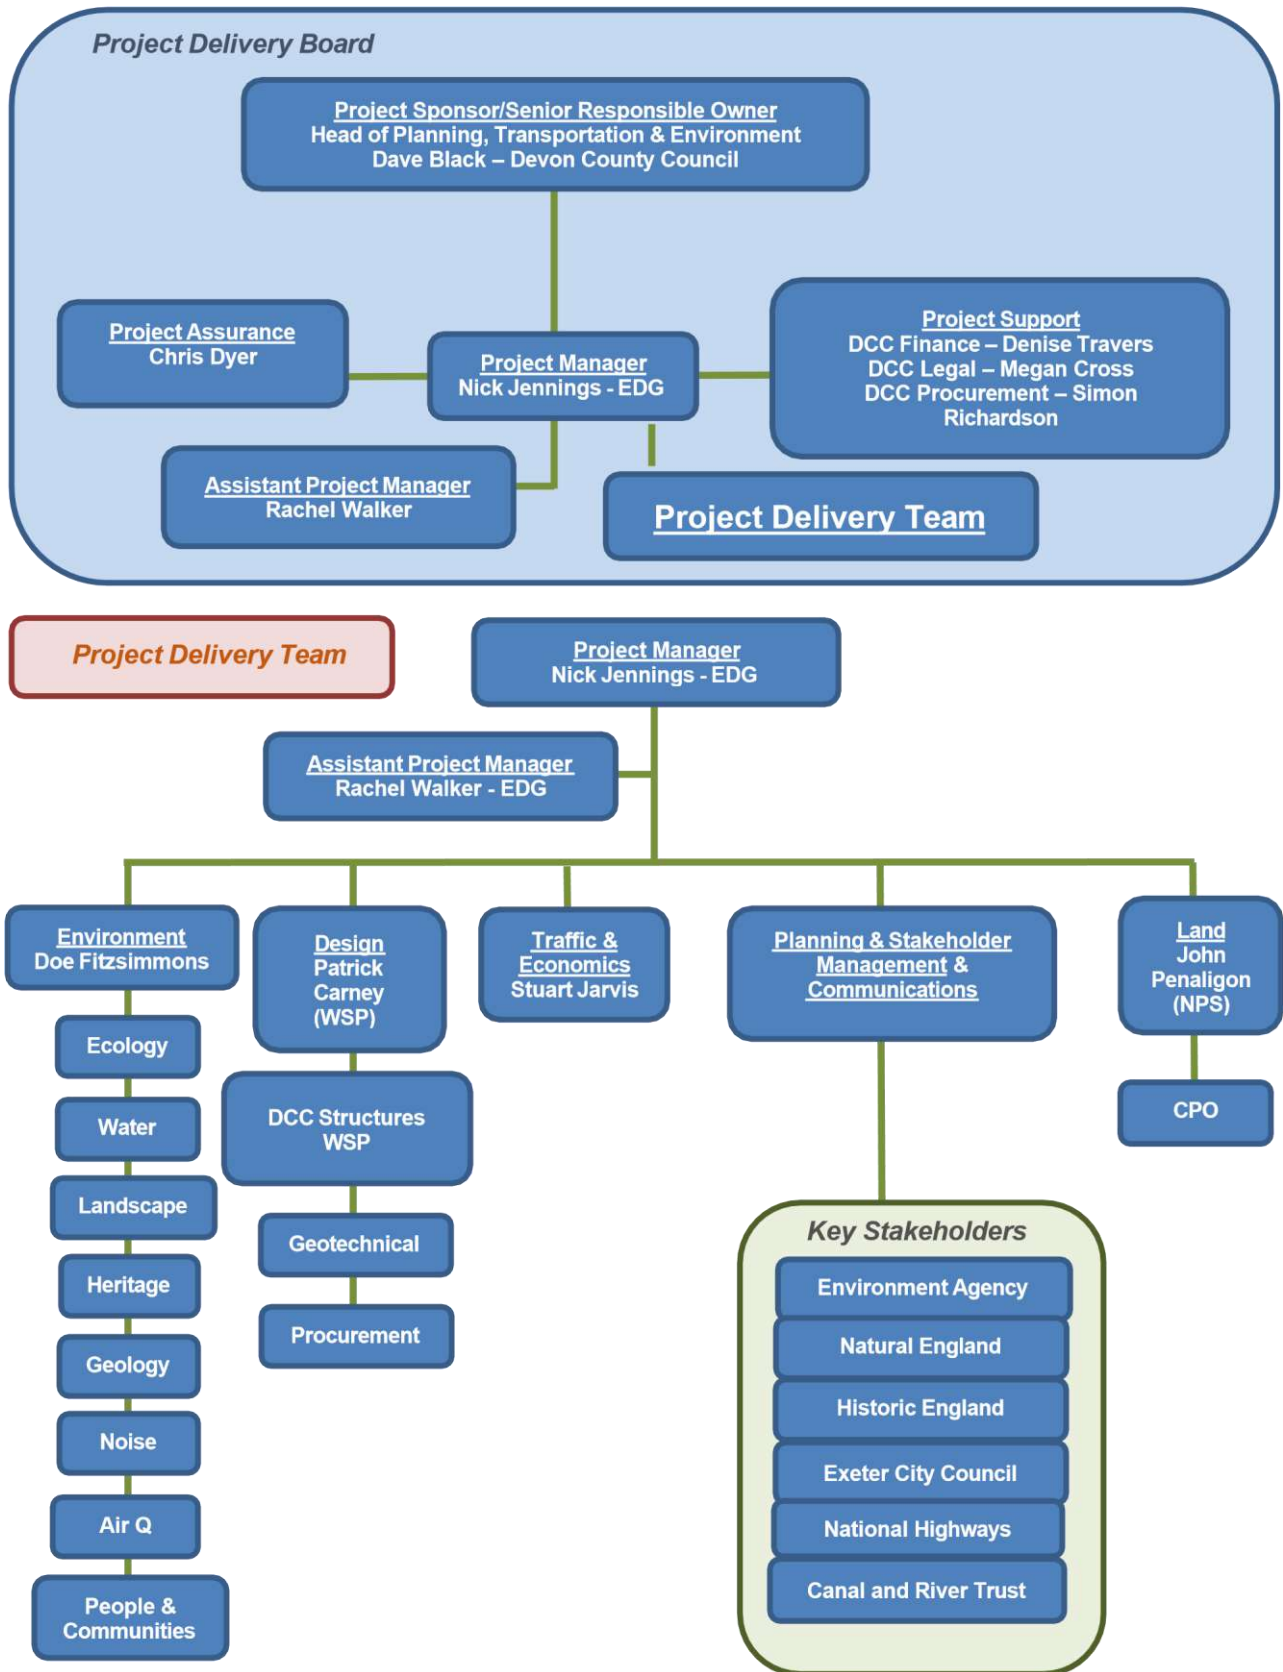 Project Delivery Board
Project Sponsor/Senior Responsible Owner
Head of Planning, Transportation & Environment
Dave Black – Devon County Council
Project Assurance
Chris Dyer
Project Manager
Nick Jennings - EDG
Project Support
DCC Finance – Denise Travers
DCC Legal – Megan Cross
DCC Procurement – Simon
Richardson
Assistant Project Manager
Rachel Walker
Project Delivery Team
Project Delivery Team
Project Manager
Nick Jennings - EDG
Assistant Project Manager
Rachel Walker - EDG
Environment
Doe Fitzsimmons
Ecology
Water
Landscape
Heritage
Geology
Noise
Air Q
People &
Communities
Design
Patrick
Carney
(WSP)
DCC Structures
WSP
Geotechnical
Procurement
Traffic &
Economics
Stuart Jarvis
Planning & Stakeholder
Management &
Communications
Key Stakeholders
Environment Agency
Natural England
Historic England
Exeter City Council
National Highways
Canal and River Trust
Land
John
Penaligon
(NPS)
CPO